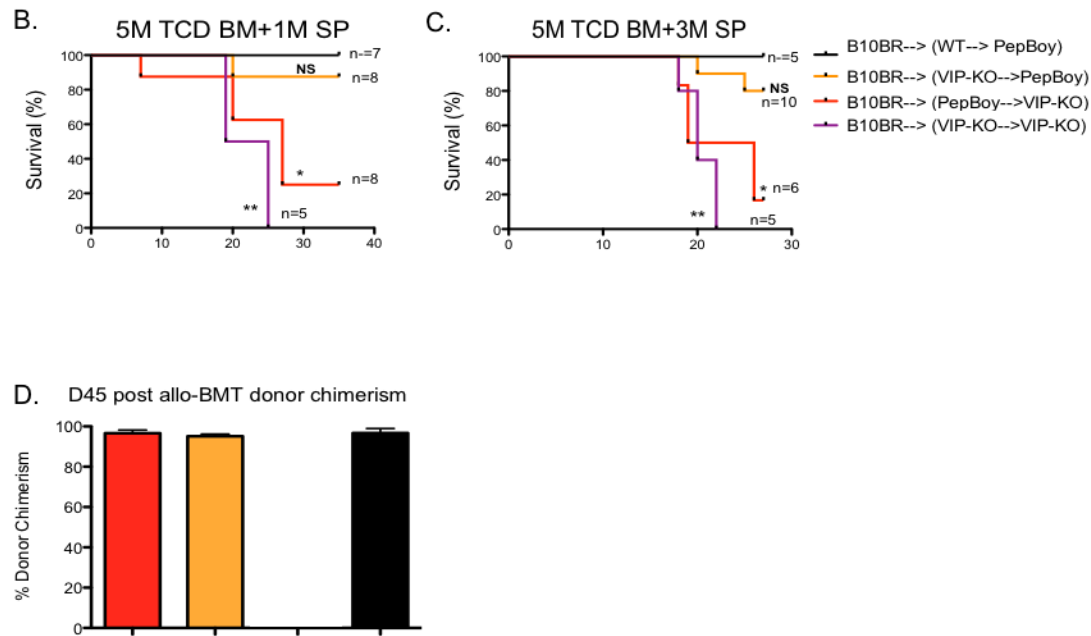 B.
5M TCD BM+1M SP
Survival (%)
100
80
60
40
20
0
0
10
20
30
40
n-=7
NS
n=8
*
n=8
**
n=5
C.
5M TCD BM+3M SP
Survival (%)
100
80
60
40
20
0
0
10
20
30
n-=5
NS
n=10
*
n=6
**
n=5
B10BR--> (WT--> PepBoy)
B10BR--> (VIP-KO-->PepBoy)
B10BR--> (PepBoy-->VIP-KO)
B10BR--> (VIP-KO-->VIP-KO)
D.
D45 post allo-BMT donor chimerism
% Donor Chimerism
100
80
60
40
20
0